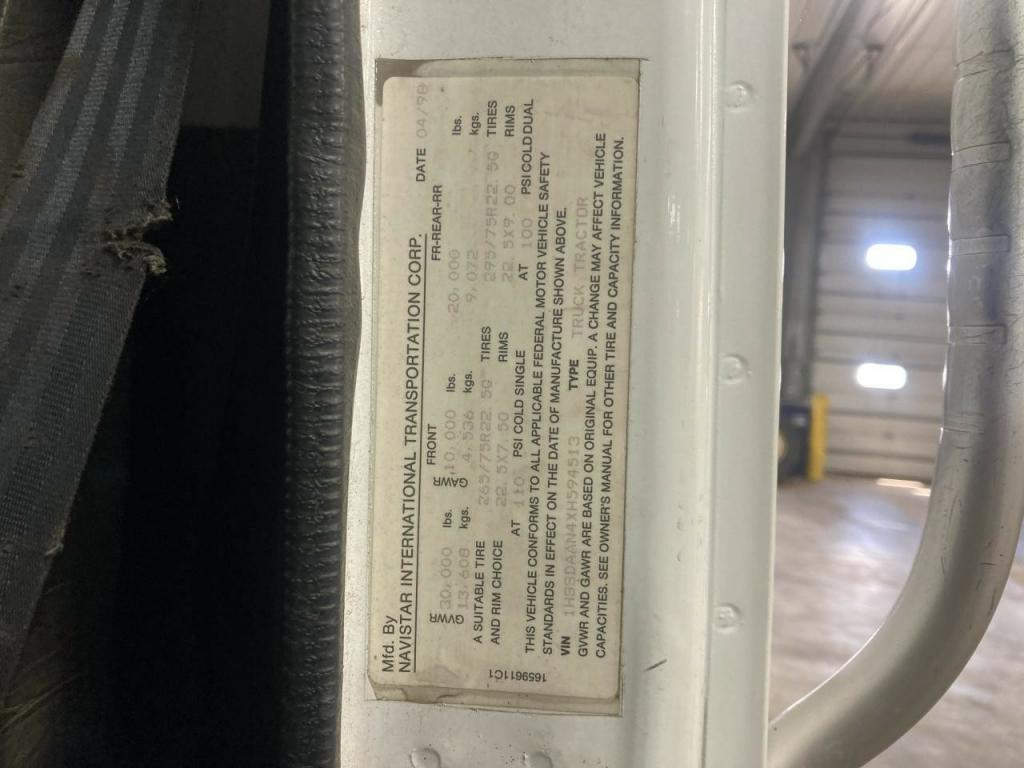 Mfd. By
NAVISTAR INTERNATIONAL TRANSPORTATION CORP. DATE 04/98
FRONT FR-REAR-RR
GVWR 30,000 lbs. GAWR 10,000 lbs. 20,000 lbs.
13,608 kgs. 4,536 kgs. 9,072 kgs.
A SUITABLE TIRE 265/75R22.5G TIRES 295/75R22.5G TIRES
AND RIM CHOICE 22.5X7.50 RIMS 22.5X9.00 RIMS
AT 110 PSI COLD SINGLE AT 100 PSI COLD DUAL
THIS VEHICLE CONFORMS TO ALL APPLICABLE FEDERAL MOTOR VEHICLE SAFETY
STANDARDS IN EFFECT ON THE DATE OF MANUFACTURE SHOWN ABOVE.
VIN 1HSSDAAN4XH594513 TYPE TRUCK TRACTOR
GVWR AND GAWR ARE BASED ON ORIGINAL EQUIP. A CHANGE MAY AFFECT VEHICLE
CAPACITIES. SEE OWNER'S MANUAL FOR OTHER TIRE AND CAPACITY INFORMATION.
1659611C1